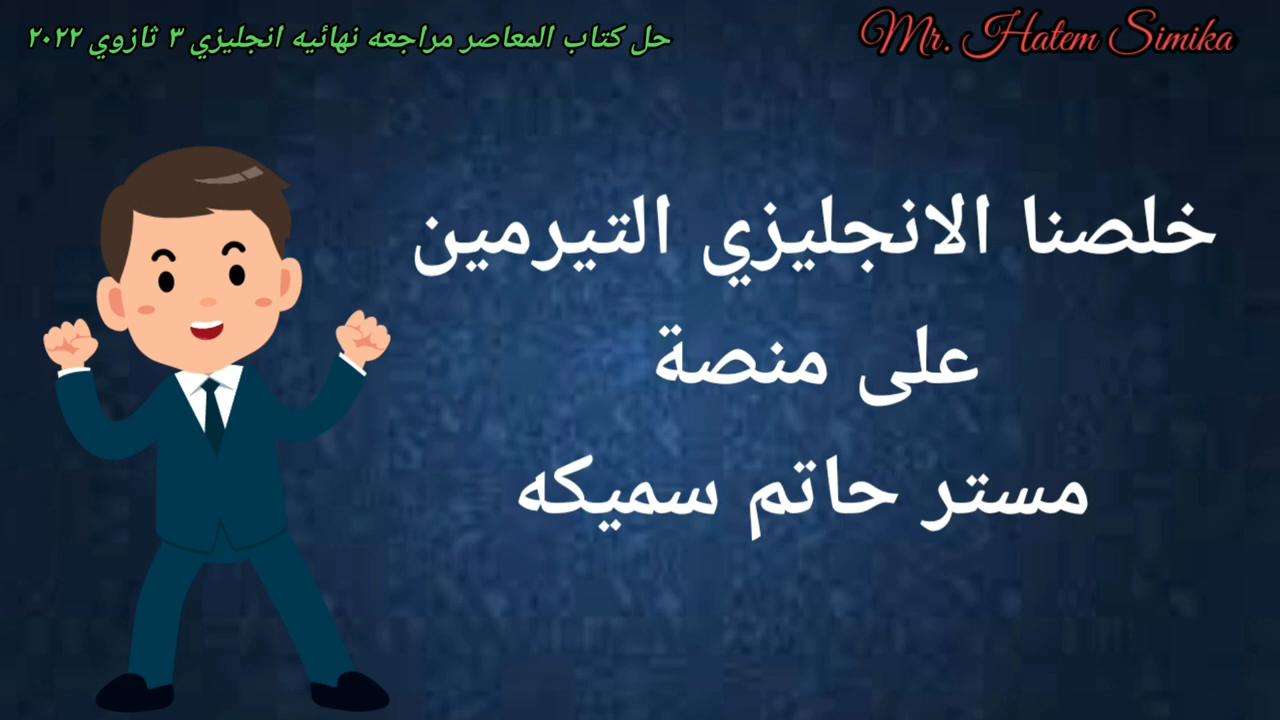 حل كتاب المعاصر مراجعه نهائيه انجليزي ٣ ثازوي ٢٠٢٢
Mr. Hatem Simika
خلصنا الانجليزي التيرمين
على منصة
مستر حاتم سميكه